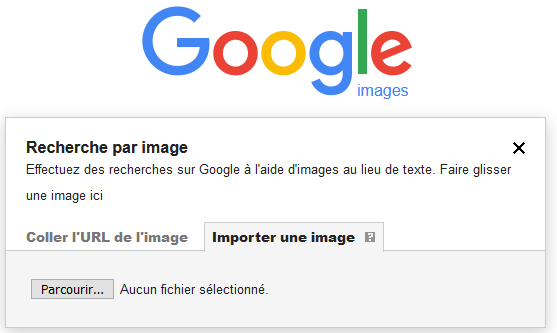 Google
images
Recherche par image
Effectuez des recherches sur Google à l'aide d'images au lieu de texte. Faire glisser
une image ici
Coller l'URL de l'image Importer une image ?
Parcourir... Aucun fichier sélectionné.